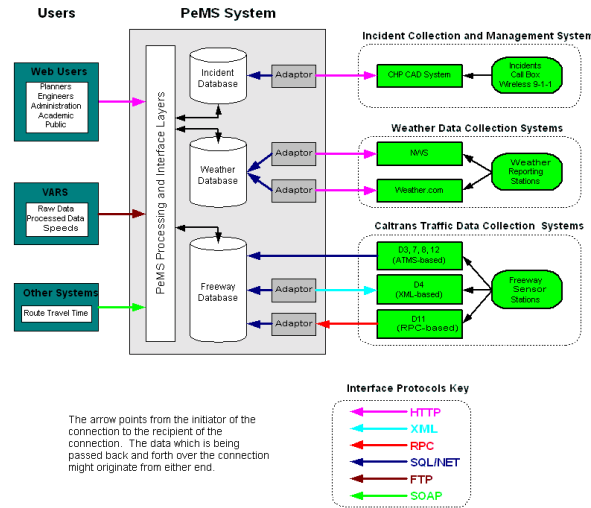 Users
PeMS System
Incident Collection and Management System
Web Users
Planners
Engineers
Administration
Academic
Public
VARS
Raw Data
Processed Data
Speeds
Other Systems
Route Travel Time
PeMS Processing and Interface Layers
Incident
Database
Adaptor
CHP CAD System
Incidents
Call Box
Wireless 9-1-1
Weather Data Collection Systems
Weather
Database
Adaptor
Adaptor
NWS
Weather.com
Weather
Reporting
Stations
Caltrans Traffic Data Collection Systems
Freeway
Database
Adaptor
Adaptor
D3, 7, 8, 12
(ATMS-based)
D4
(XML-based)
D11
(RPC-based)
Freeway
Sensor
Stations
The arrow points from the initiator of the
connection to the recipient of the
connection. The data which is being
passed back and forth over the connection
might originate from either end.
Interface Protocols Key
HTTP
XML
RPC
SQL/NET
FTP
SOAP